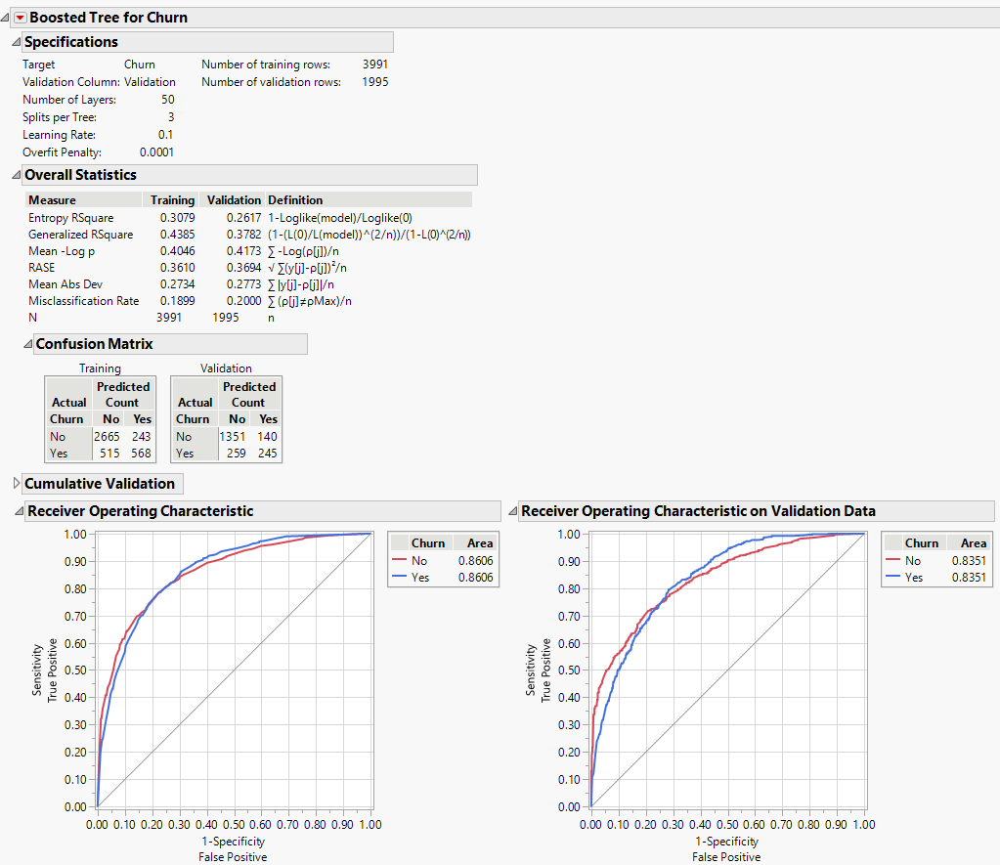 Boosted Tree for Churn
Specifications
Target Churn Number of training rows: 3991
Validation Column: Validation Number of validation rows: 1995
Number of Layers: 50
Splits per Tree: 3
Learning Rate: 0.1
Overfit Penalty: 0.0001
Overall Statistics
Measure Training Validation Definition
Entropy RSquare 0.3079 0.2617 1-Loglike(model)/Loglike(0)
Generalized RSquare 0.4385 0.3782 (1-(L(0)/L(model))^(2/n))/(1-L(0)^(2/n))
Mean -Log p 0.4046 0.4173 ∑ -Log(ρ[j])/n
RASE 0.3610 0.3694 √ ∑(y[j]-ρ[j])²/n
Mean Abs Dev 0.2734 0.2773 ∑ |y[j]-ρ[j]|/n
Misclassification Rate 0.1899 0.2000 ∑ (ρ[j]≠ρMax)/n
N 3991 1995 n
Confusion Matrix
Training
Predicted
Actual Count
Churn No Yes
No 2665 243
Yes 515 568
Validation
Predicted
Actual Count
Churn No Yes
No 1351 140
Yes 259 245
Cumulative Validation
Receiver Operating Characteristic
1.00
0.90
0.80
0.70
0.60
0.50
0.40
0.30
0.20
0.10
0.00
Sensitivity
True Positive
0.00 0.10 0.20 0.30 0.40 0.50 0.60 0.70 0.80 0.90 1.00
1-Specificity
False Positive
Churn Area
No 0.8606
Yes 0.8606
Receiver Operating Characteristic on Validation Data
1.00
0.90
0.80
0.70
0.60
0.50
0.40
0.30
0.20
0.10
0.00
Sensitivity
True Positive
0.00 0.10 0.20 0.30 0.40 0.50 0.60 0.70 0.80 0.90 1.00
1-Specificity
False Positive
Churn Area
No 0.8351
Yes 0.8351